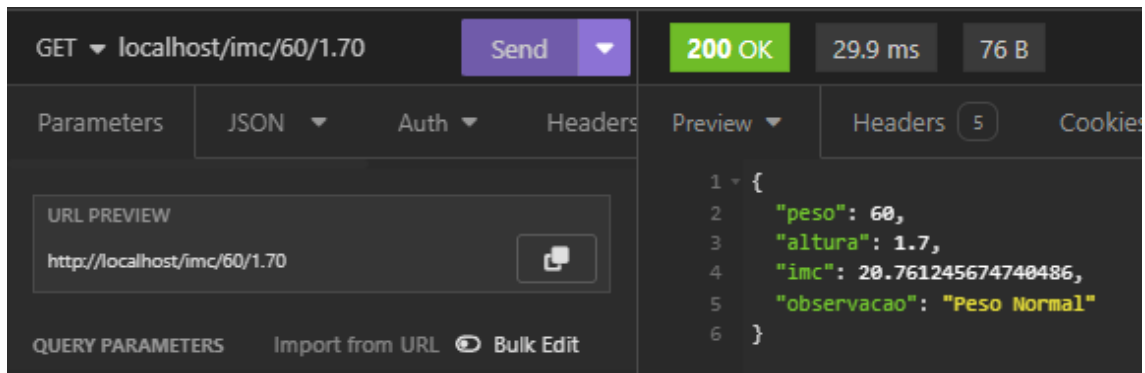 GET localhost/imc/60/1.70 Send
200 OK 29.9 ms 76 B
Parameters JSON Auth Headers
Preview Headers 5 Cookies
URL PREVIEW
http://localhost/imc/60/1.70
QUERY PARAMETERS Import from URL Bulk Edit
1 {
2 "peso": 60,
3 "altura": 1.7,
4 "imc": 20.761245674740486,
5 "observacao": "Peso Normal"
6 }